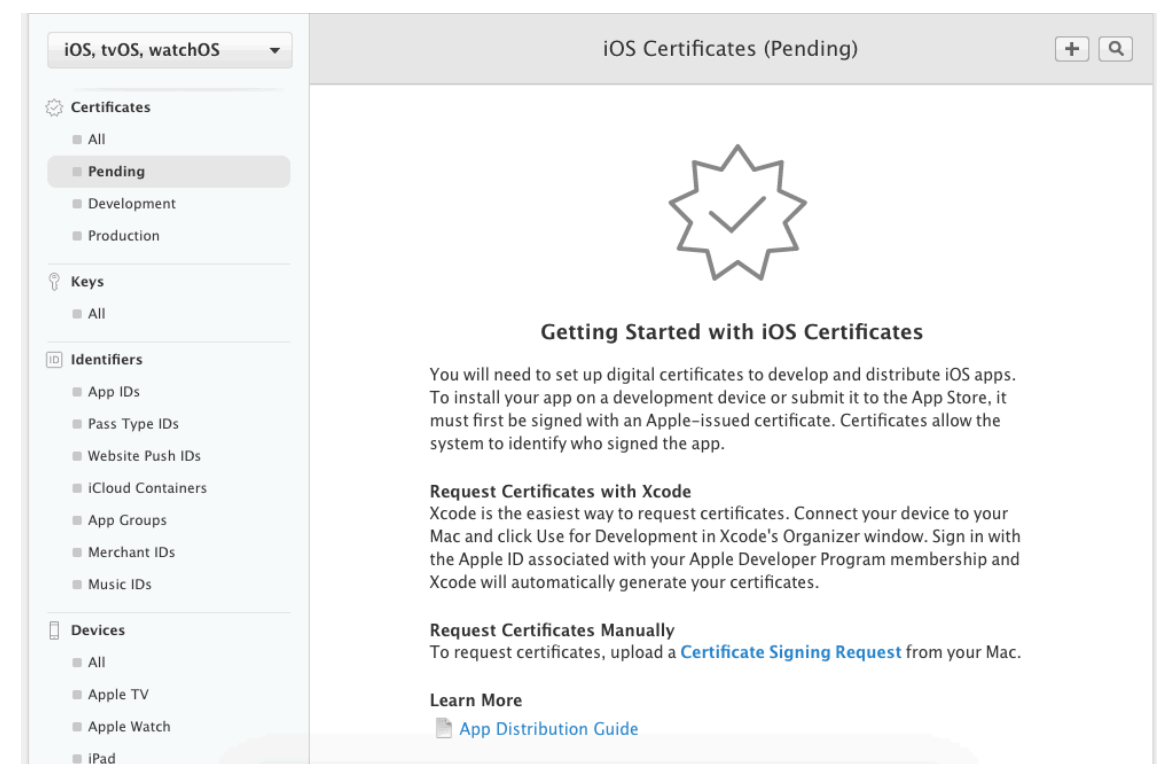 iOS, tvOS, watchOS
iOS Certificates (Pending)
Certificates
All
Pending
Development
Production
Keys
All
ID
Identifiers
App IDs
Pass Type IDs
Website Push IDs
iCloud Containers
App Groups
Merchant IDs
Music IDs
Devices
All
Apple TV
Apple Watch
iPad
Getting Started with iOS Certificates
You will need to set up digital certificates to develop and distribute iOS apps.
To install your app on a development device or submit it to the App Store, it
must first be signed with an Apple-issued certificate. Certificates allow the
system to identify who signed the app.
Request Certificates with Xcode
Xcode is the easiest way to request certificates. Connect your device to your
Mac and click Use for Development in Xcode's Organizer window. Sign in with
the Apple ID associated with your Apple Developer Program membership and
Xcode will automatically generate your certificates.
Request Certificates Manually
To request certificates, upload a Certificate Signing Request from your Mac.
Learn More
App Distribution Guide